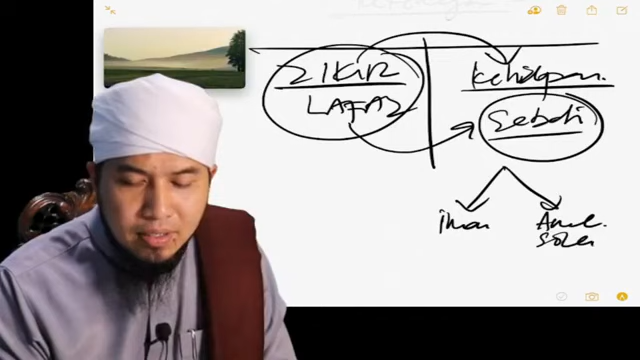 ZIKIR
LAFAZ
kehidupan.
Sebati
iman
Amal
Soleh